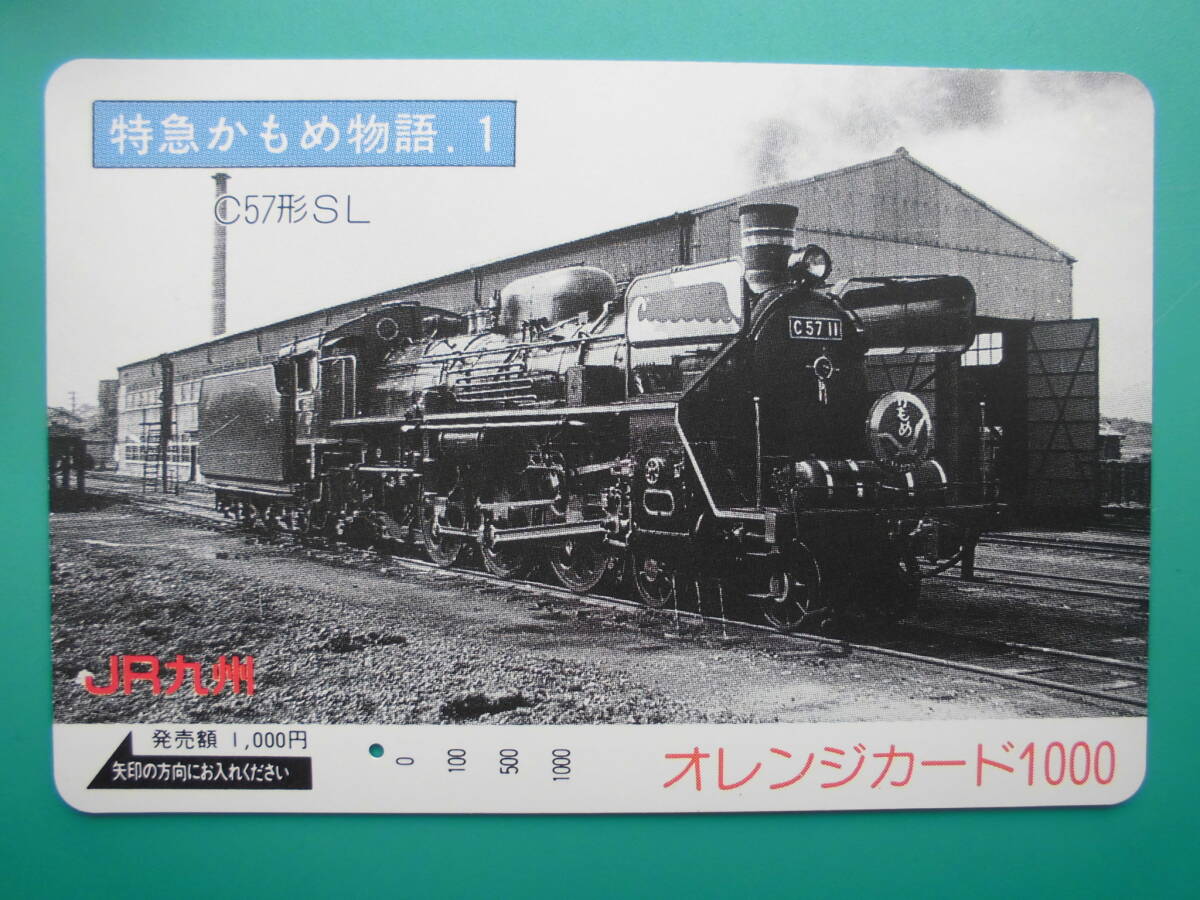 特急かもめ物語.1
C57形SL
C57 11
かもめ
JR九州
発売額 1,000円
矢印の方向にお入れください
0 100 500 1000
オレンジカード1000